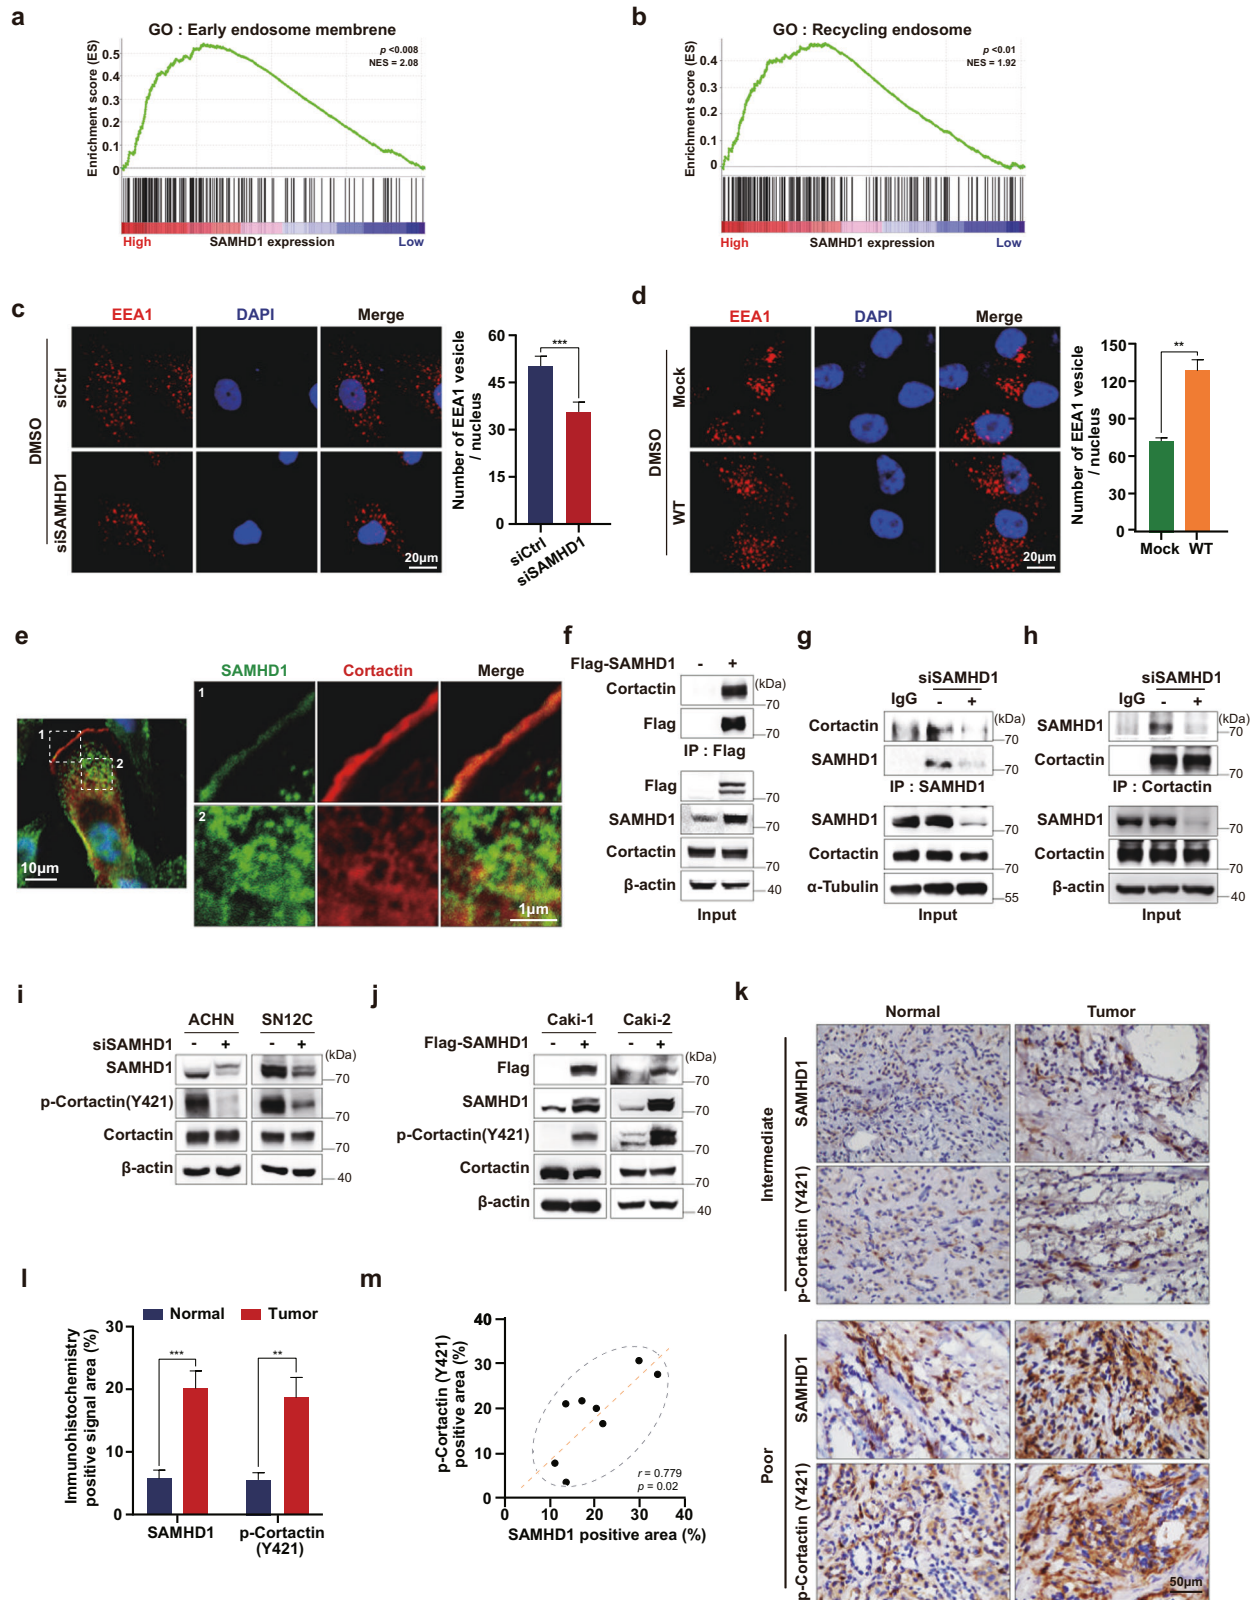 a
GO : Early endosome membrene
p <0.008
NES = 2.08
Enrichment score (ES)
0.5
0.4
0.3
0.2
0.1
0
High
SAMHD1 expression
Low
b
GO : Recycling endosome
p <0.01
NES = 1.92
Enrichment score (ES)
0.4
0.3
0.2
0.1
0
High
SAMHD1 expression
Low
c
EEA1
DAPI
Merge
DMSO
siCtrl
siSAMHD1
20µm
Number of EEA1 vesicle
/ nucleus
60
45
30
15
0
***
siCtrl
siSAMHD1
d
EEA1
DAPI
Merge
DMSO
Mock
WT
20µm
Number of EEA1 vesicle
/ nucleus
150
120
90
60
30
0
**
Mock
WT
e
SAMHD1
Cortactin
Merge
1
2
10µm
1
2
1µm
f
Flag-SAMHD1
-
+
(kDa)
Cortactin
70
Flag
70
IP : Flag
Flag
70
SAMHD1
70
Cortactin
70
β-actin
40
Input
g
siSAMHD1
IgG
-
+
(kDa)
Cortactin
70
SAMHD1
70
IP : SAMHD1
SAMHD1
70
Cortactin
70
α-Tubulin
55
Input
h
siSAMHD1
IgG
-
+
(kDa)
SAMHD1
70
Cortactin
70
IP : Cortactin
SAMHD1
70
Cortactin
70
β-actin
40
Input
i
ACHN
SN12C
siSAMHD1
-
+
-
+
(kDa)
SAMHD1
70
p-Cortactin(Y421)
70
Cortactin
70
β-actin
40
j
Caki-1
Caki-2
Flag-SAMHD1
-
+
-
+
(kDa)
Flag
70
SAMHD1
70
p-Cortactin(Y421)
70
Cortactin
70
β-actin
40
k
Normal
Tumor
Intermediate
SAMHD1
p-Cortactin (Y421)
Poor
SAMHD1
p-Cortactin (Y421)
50µm
l
Normal
Tumor
Immunohistochemistry
positive signal area (%)
30
20
10
0
***
**
SAMHD1
p-Cortactin
(Y421)
m
p-Cortactin (Y421)
positive area (%)
40
30
20
10
0
r = 0.779
p = 0.02
0
10
20
30
40
SAMHD1 positive area (%)